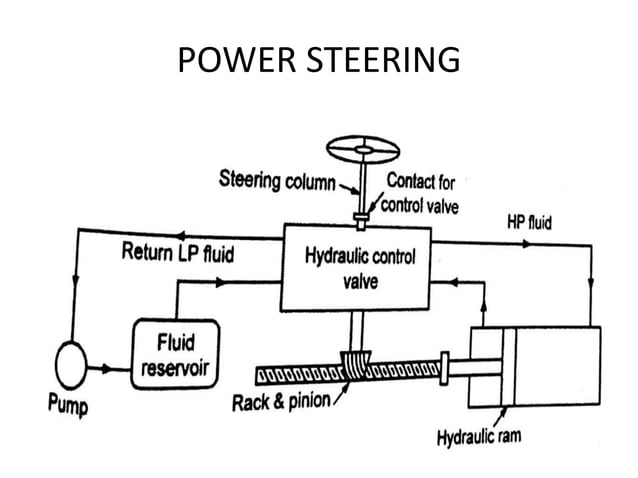 POWER STEERING
Steering column
Contact for
control valve
HP fluid
Return LP fluid
Hydraulic control
valve
Fluid
reservoir
Rack & pinion
Pump
Hydraulic ram